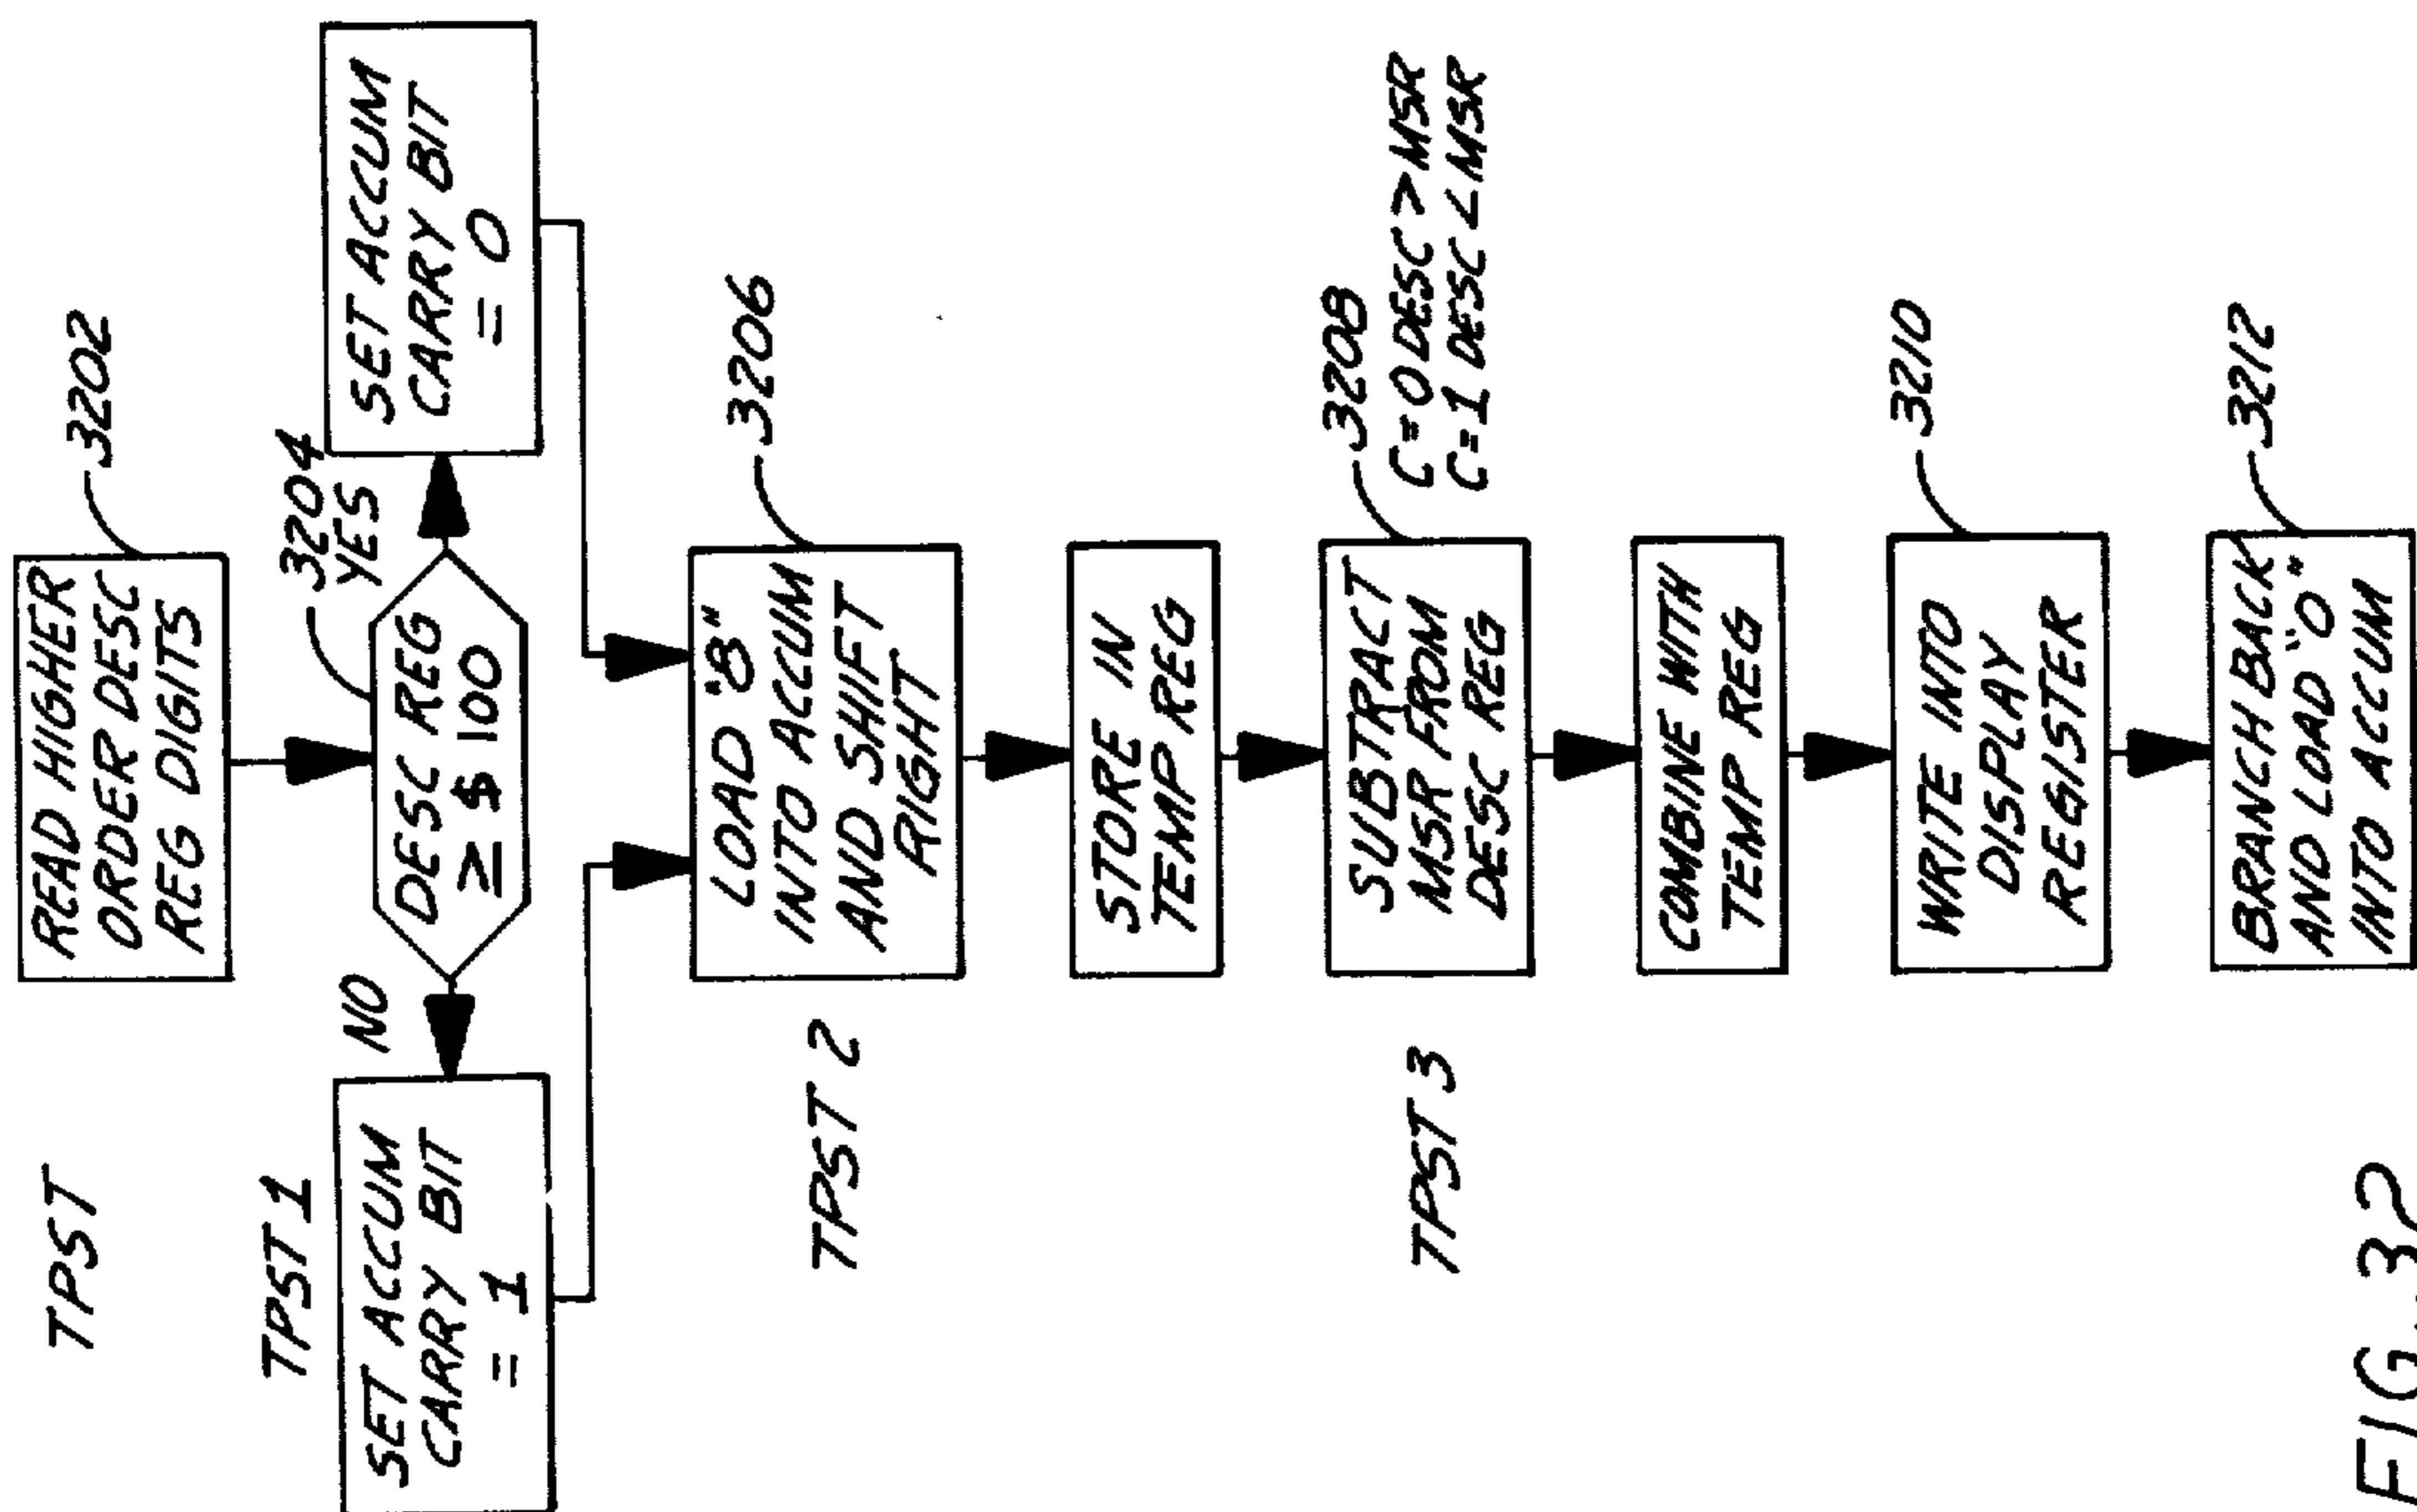 TPST
READ HIGHER
ORDER DESC
REG DIGITS
3202
TPST 1
NO
3204
YES
DESC REG
≥ $ 100
SET ACCUM
CARRY BIT
= 1
SET ACCUM
CARRY BIT
= 0
TPST 2
LOAD "8"
INTO ACCUM
AND SHIFT
RIGHT
3206
STORE IN
TEMP REG
TPST 3
SUBTRACT
MSR FROM
DESC REG
3208
C=0 DESC > MSR
C=1 DESC < MSR
COMBINE WITH
TEMP REG
WRITE INTO
DISPLAY
REGISTER
3210
BRANCH BACK
AND LOAD "0"
INTO ACCUM
3212
FIG. 32